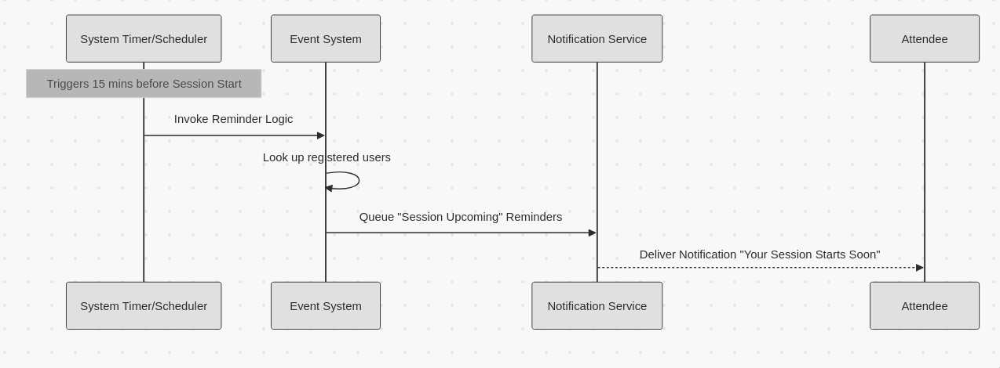 System Timer/Scheduler
Event System
Notification Service
Attendee
Triggers 15 mins before Session Start
Invoke Reminder Logic
Look up registered users
Queue "Session Upcoming" Reminders
Deliver Notification "Your Session Starts Soon"
System Timer/Scheduler
Event System
Notification Service
Attendee